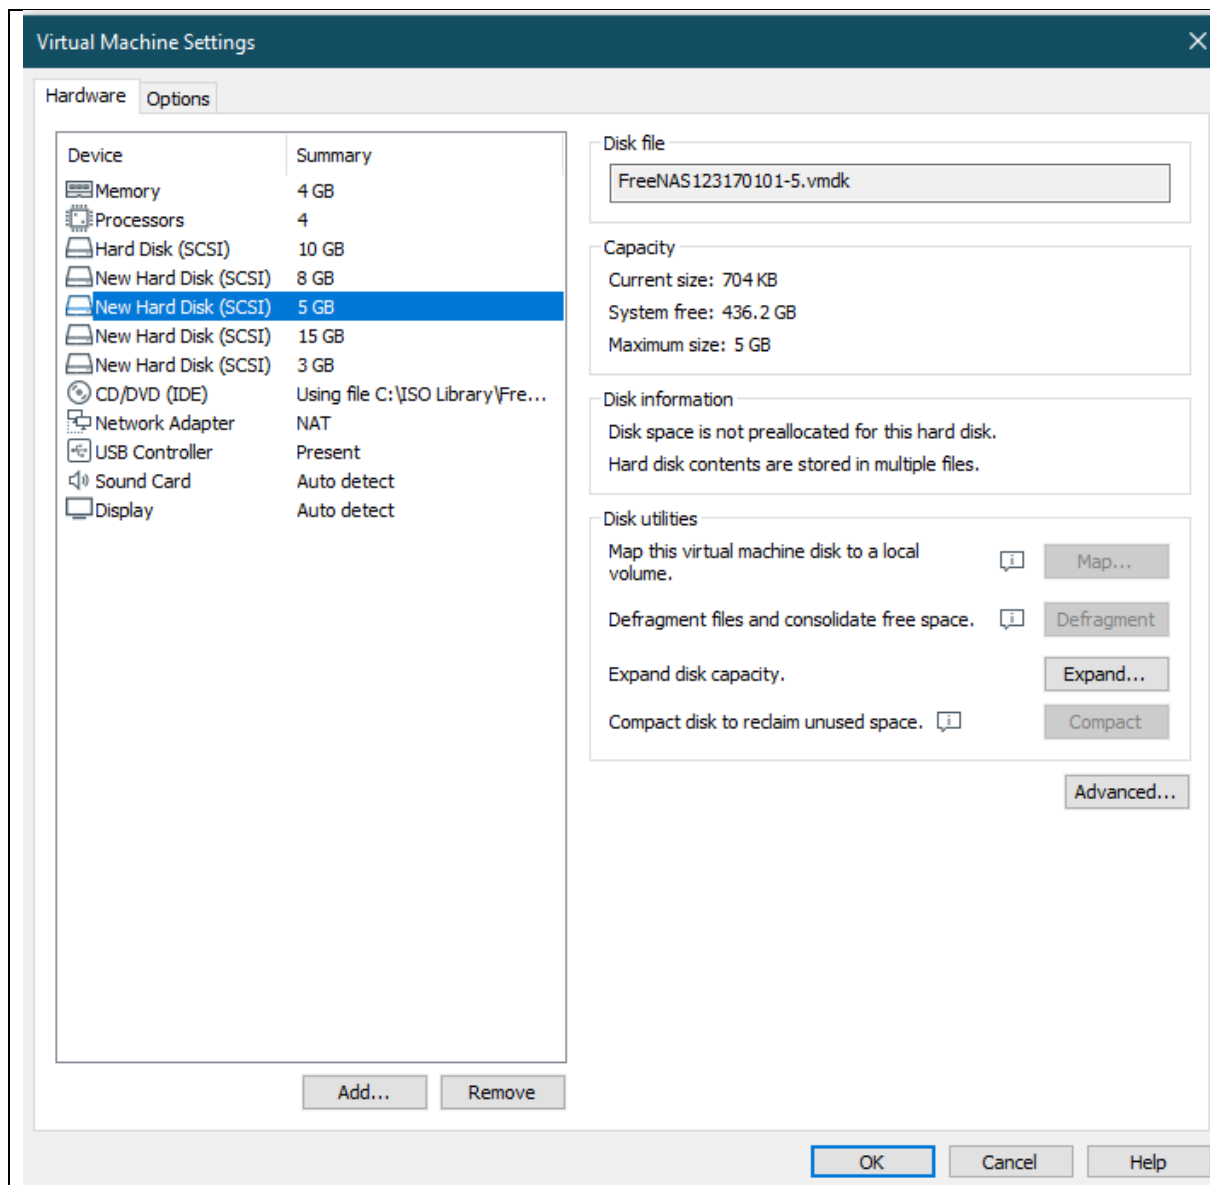 Virtual Machine Settings
Hardware Options
Device Summary
Memory 4 GB
Processors 4
Hard Disk (SCSI) 10 GB
New Hard Disk (SCSI) 8 GB
New Hard Disk (SCSI) 5 GB
New Hard Disk (SCSI) 15 GB
New Hard Disk (SCSI) 3 GB
CD/DVD (IDE) Using file C:\ISO Library\Fre...
Network Adapter NAT
USB Controller Present
Sound Card Auto detect
Display Auto detect
Add... Remove
Disk file
FreeNAS123170101-5.vmdk
Capacity
Current size: 704 KB
System free: 436.2 GB
Maximum size: 5 GB
Disk information
Disk space is not preallocated for this hard disk.
Hard disk contents are stored in multiple files.
Disk utilities
Map this virtual machine disk to a local
volume.
Map...
Defragment files and consolidate free space. Defragment
Expand disk capacity. Expand...
Compact disk to reclaim unused space. Compact
Advanced...
OK Cancel Help